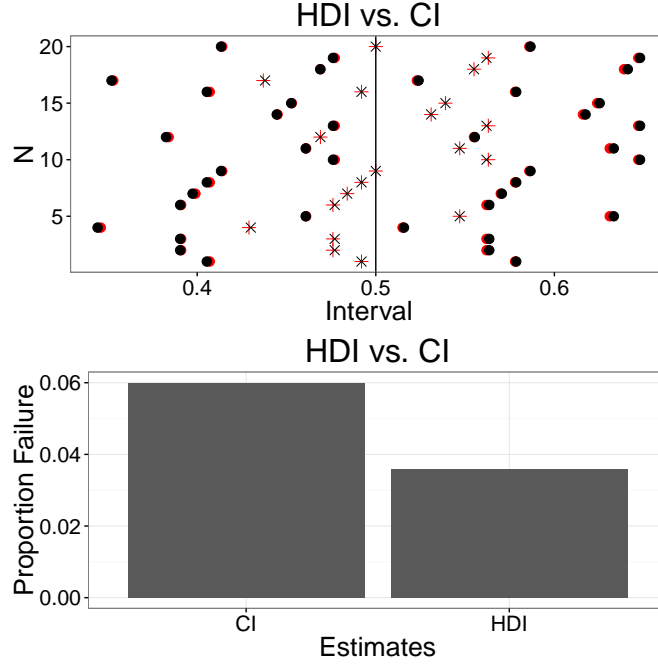 HDI vs. CI
20
15
10
5
N
0.4 0.5 0.6
Interval
HDI vs. CI
0.06
0.04
0.02
0.00
Proportion Failure
CI HDI
Estimates